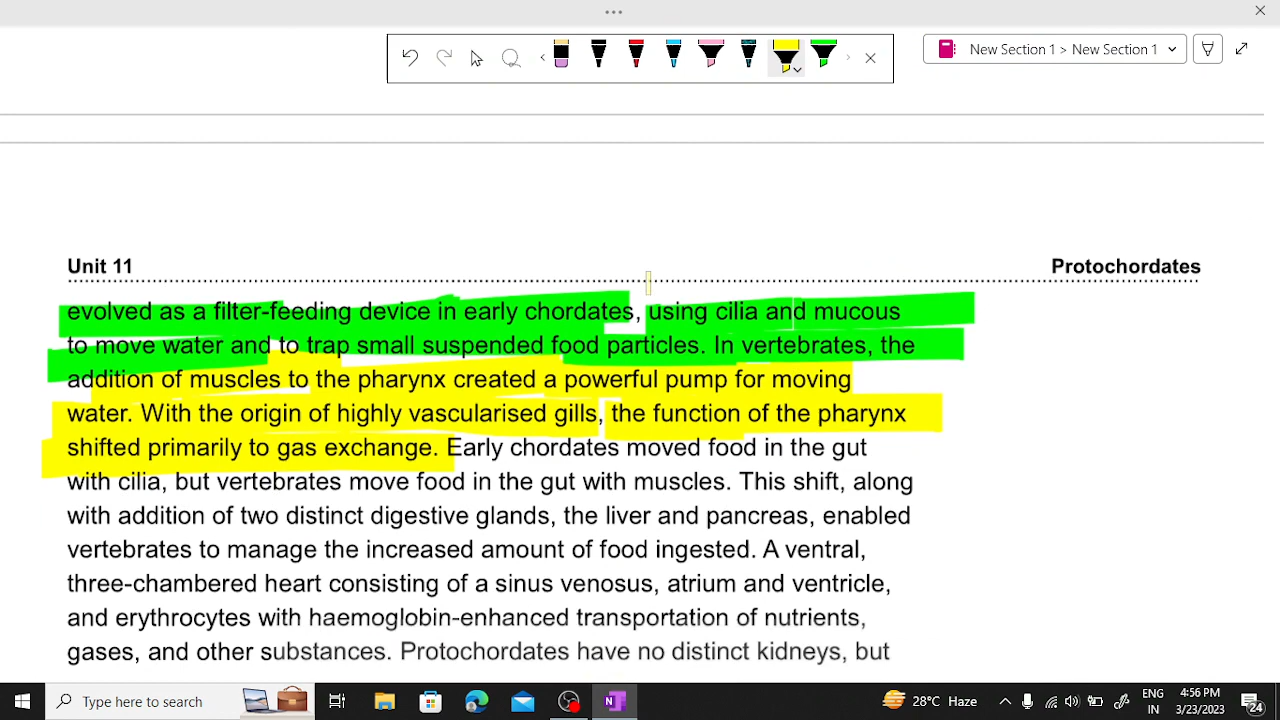 New Section 1 > New Section 1
Unit 11
Protochordates
evolved as a filter-feeding device in early chordates, using cilia and mucous
to move water and to trap small suspended food particles. In vertebrates, the
addition of muscles to the pharynx created a powerful pump for moving
water. With the origin of highly vascularised gills, the function of the pharynx
shifted primarily to gas exchange. Early chordates moved food in the gut
with cilia, but vertebrates move food in the gut with muscles. This shift, along
with addition of two distinct digestive glands, the liver and pancreas, enabled
vertebrates to manage the increased amount of food ingested. A ventral,
three-chambered heart consisting of a sinus venosus, atrium and ventricle,
and erythrocytes with haemoglobin-enhanced transportation of nutrients,
gases, and other substances. Protochordates have no distinct kidneys, but
Type here to search
28°C Haze
ENG
IN
4:56 PM
3/23/2023
24